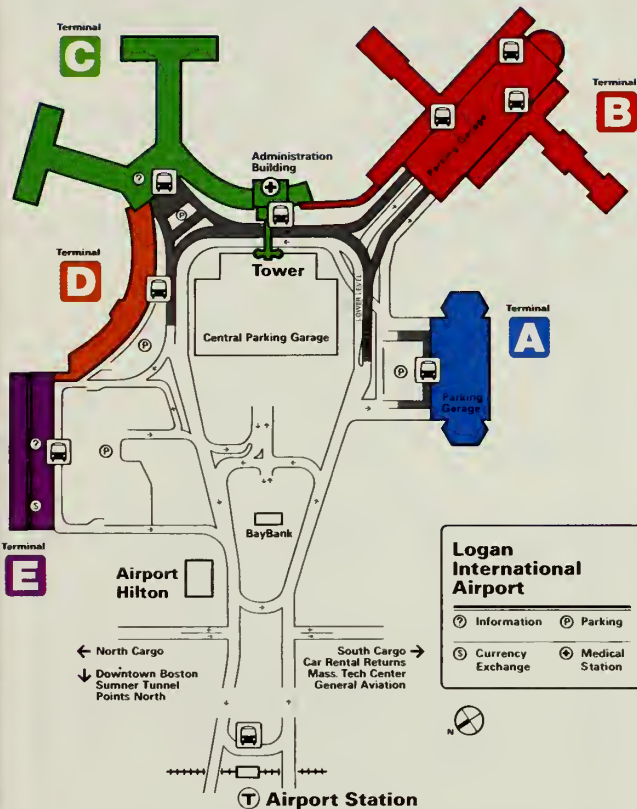 Terminal
C
Terminal
B
Parking Garage
Administration
Building
?
P
Tower
Terminal
D
LOWER LEVEL
Central Parking Garage
Terminal
A
P
P
Parking
Garage
?
P
$
BayBank
Terminal
E
Airport
Hilton
Logan
International
Airport
? Information
P Parking
$ Currency
Exchange
Medical
Station
← North Cargo
↓ Downtown Boston
Sumner Tunnel
Points North
South Cargo →
Car Rental Returns
Mass. Tech Center
General Aviation
N
T Airport Station